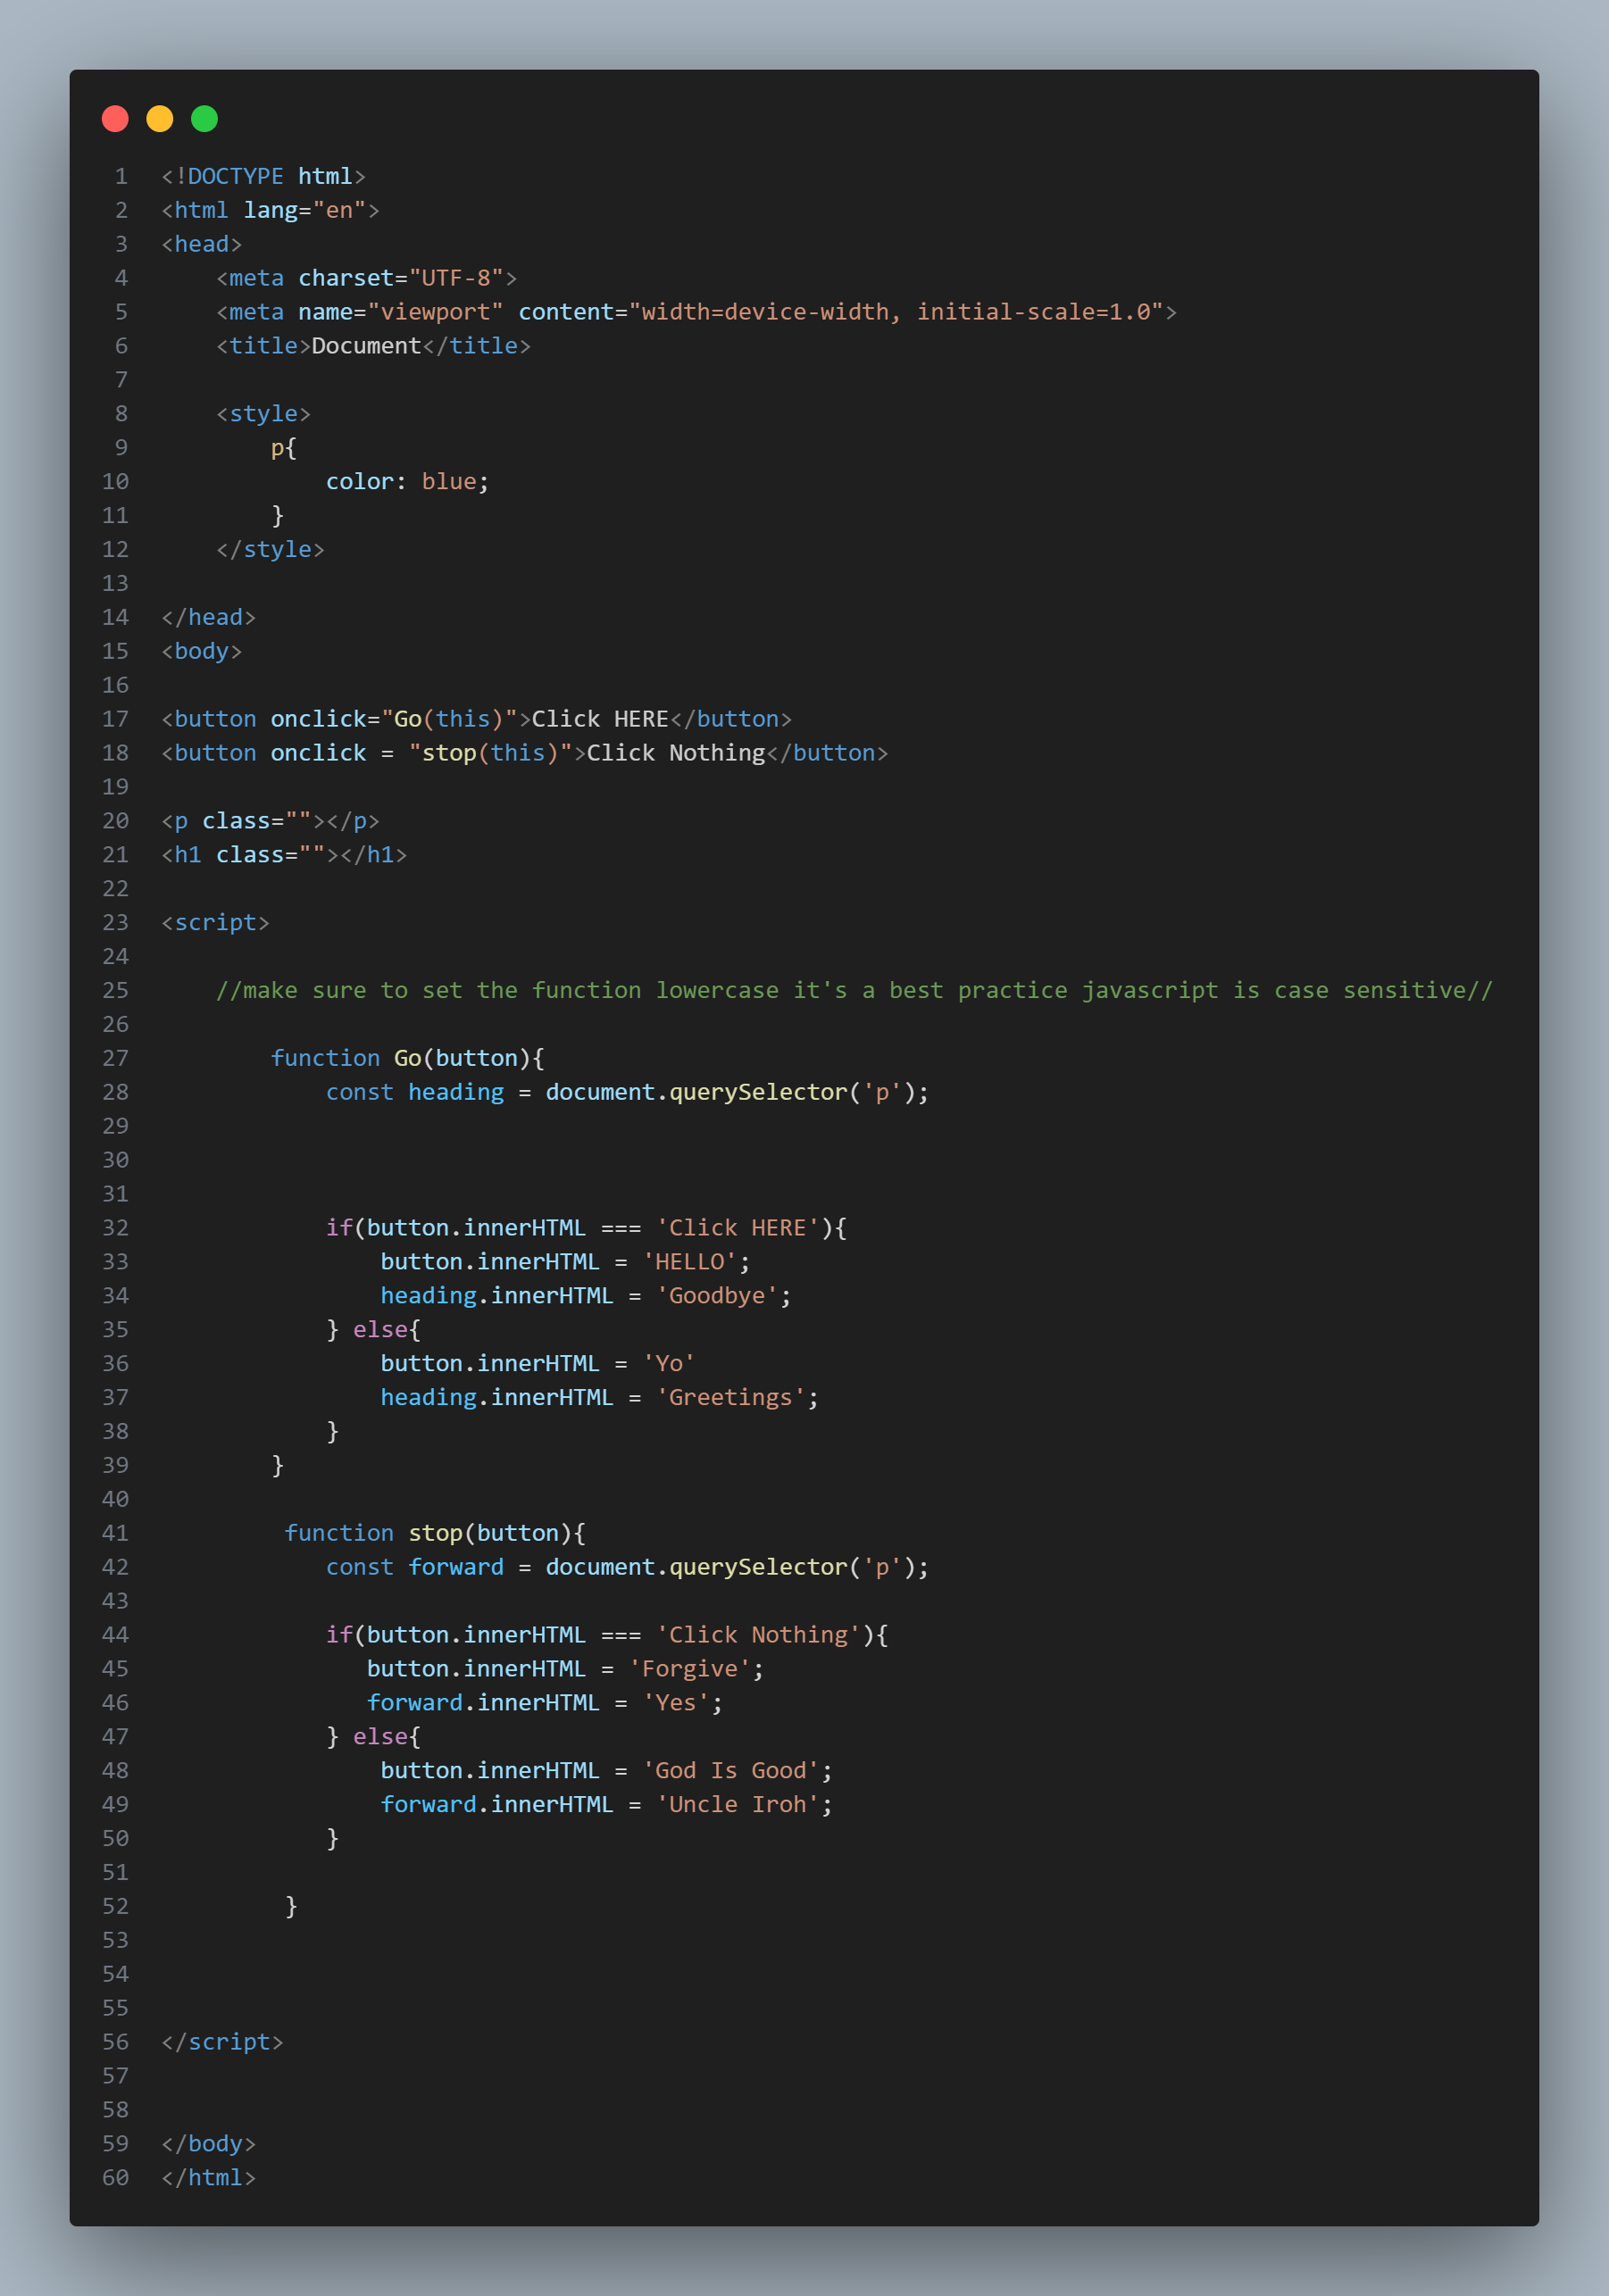 1 <!DOCTYPE html>
2 <html lang="en">
3 <head>
4     <meta charset="UTF-8">
5     <meta name="viewport" content="width=device-width, initial-scale=1.0">
6     <title>Document</title>
7
8     <style>
9         p{
10             color: blue;
11         }
12     </style>
13
14 </head>
15 <body>
16
17 <button onclick="Go(this)">Click HERE</button>
18 <button onclick = "stop(this)">Click Nothing</button>
19
20 <p class=""></p>
21 <h1 class=""></h1>
22
23 <script>
24
25     //make sure to set the function lowercase it's a best practice javascript is case sensitive//
26
27         function Go(button){
28             const heading = document.querySelector('p');
29
30
31
32             if(button.innerHTML === 'Click HERE'){
33                 button.innerHTML = 'HELLO';
34                 heading.innerHTML = 'Goodbye';
35             } else{
36                 button.innerHTML = 'Yo'
37                 heading.innerHTML = 'Greetings';
38             }
39         }
40
41          function stop(button){
42             const forward = document.querySelector('p');
43
44             if(button.innerHTML === 'Click Nothing'){
45                button.innerHTML = 'Forgive';
46                forward.innerHTML = 'Yes';
47             } else{
48                 button.innerHTML = 'God Is Good';
49                 forward.innerHTML = 'Uncle Iroh';
50             }
51
52          }
53
54
55
56 </script>
57
58
59 </body>
60 </html>